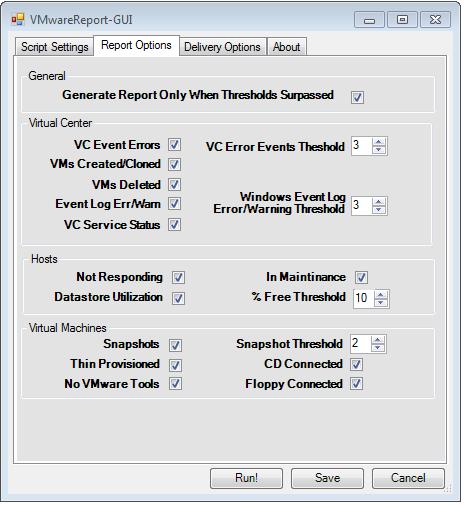 VMwareReport-GUI
Script Settings Report Options Delivery Options About
General
Generate Report Only When Thresholds Surpassed
Virtual Center
VC Event Errors VC Error Events Theshold 3
VMs Created/Cloned
VMs Deleted
Event Log Err/Warn Windows Event Log
Error/Warning Threshold 3
VC Service Status
Hosts
Not Responding In Maintinance
Datastore Utilization % Free Threshold 10
Virtual Machines
Snapshots Snapshot Threshold 2
Thin Provisioned CD Connected
No VMware Tools Floppy Connected
Run! Save Cancel